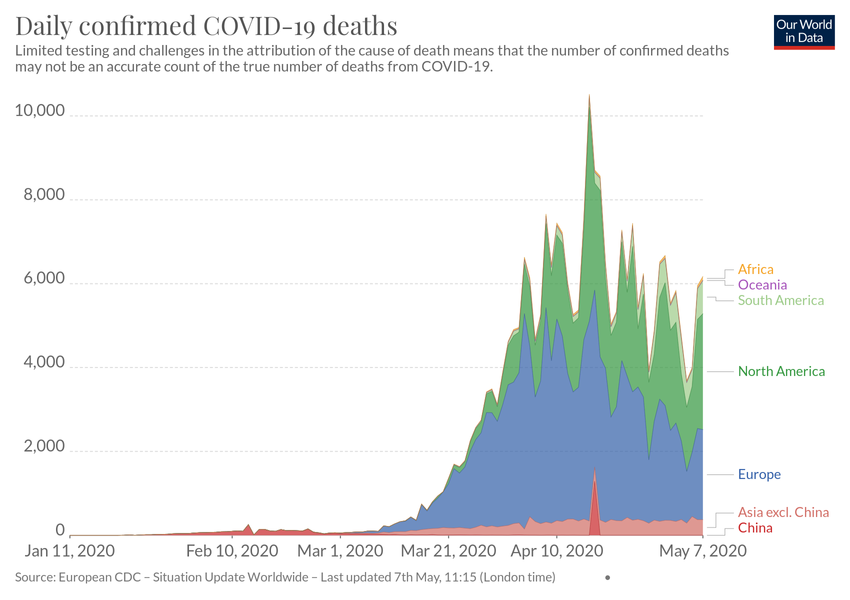 Daily confirmed COVID-19 deaths
Our World
in Data
Limited testing and challenges in the attribution of the cause of death means that the number of confirmed deaths
may not be an accurate count of the true number of deaths from COVID-19.
10,000
8,000
6,000
4,000
2,000
0
Africa
Oceania
South America
North America
Europe
Asia excl. China
China
Jan 11, 2020
Feb 10, 2020
Mar 1, 2020
Mar 21, 2020
Apr 10, 2020
May 7, 2020
Source: European CDC – Situation Update Worldwide – Last updated 7th May, 11:15 (London time)